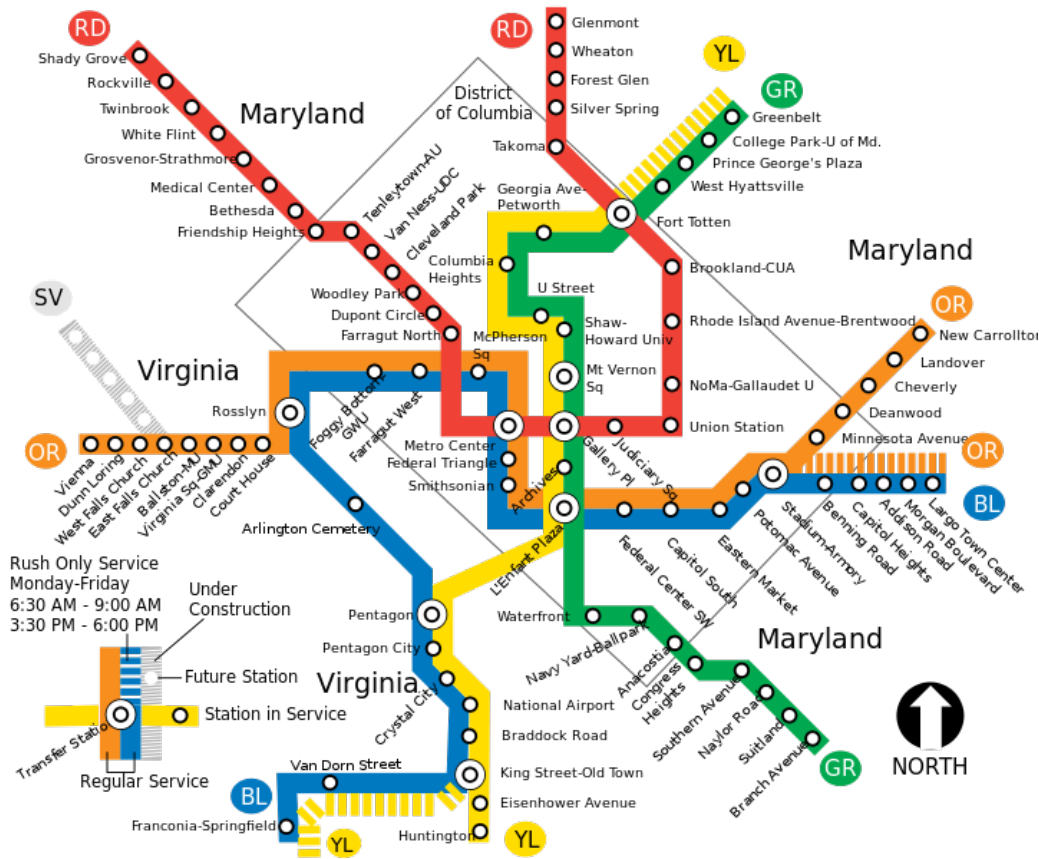 RD
Shady Grove
Rockville
Twinbrook
White Flint
Grosvenor-Strathmore
Medical Center
Bethesda
Friendship Heights
Maryland
Tenleytown-AU
Van Ness-UDC
Cleveland Park
Woodley Park
Dupont Circle
Farragut North
District
of Columbia
RD
Glenmont
Wheaton
Forest Glen
Silver Spring
Takoma
YL
GR
Greenbelt
College Park-U of Md.
Prince George's Plaza
West Hyattsville
Georgia Ave-
Petworth
Fort Totten
Columbia
Heights
U Street
Shaw-
Howard Univ
Mt Vernon
Sq
Brookland-CUA
Rhode Island Avenue-Brentwood
NoMa-Gallaudet U
Union Station
Maryland
OR
New Carrollton
Landover
Cheverly
Deanwood
Minnesota Avenue
OR
BL
SV
Virginia
Rosslyn
OR
Vienna
Dunn Loring
West Falls Church
East Falls Church
Ballston-MU
Virginia Sq-GMU
Clarendon
Court House
Foggy Bottom-
GWU
Farragut West
McPherson
Sq
Metro Center
Federal Triangle
Smithsonian
Archives
Gallery Pl
Judiciary Sq
L'Enfant Plaza
Federal Center SW
Capitol South
Eastern Market
Potomac Avenue
Stadium-Armory
Benning Road
Capitol Heights
Addison Road
Morgan Boulevard
Largo Town Center
Arlington Cemetery
Pentagon
Pentagon City
Crystal City
Virginia
National Airport
Braddock Road
King Street-Old Town
Eisenhower Avenue
Huntington
YL
Van Dorn Street
BL
Franconia-Springfield
YL
Waterfront
Navy Yard-Ballpark
Anacostia
Congress
Heights
Southern Avenue
Naylor Road
Suitland
Branch Avenue
GR
Maryland
Rush Only Service
Monday-Friday
6:30 AM - 9:00 AM
3:30 PM - 6:00 PM
Under
Construction
Future Station
Station in Service
Transfer Station
Regular Service
NORTH